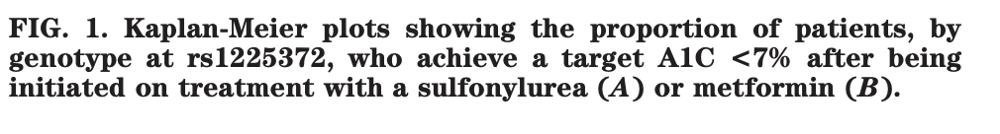 FIG. 1. Kaplan-Meier plots showing the proportion of patients, by
genotype at rs1225372, who achieve a target A1C <7% after being
initiated on treatment with a sulfonylurea (A) or metformin (B).